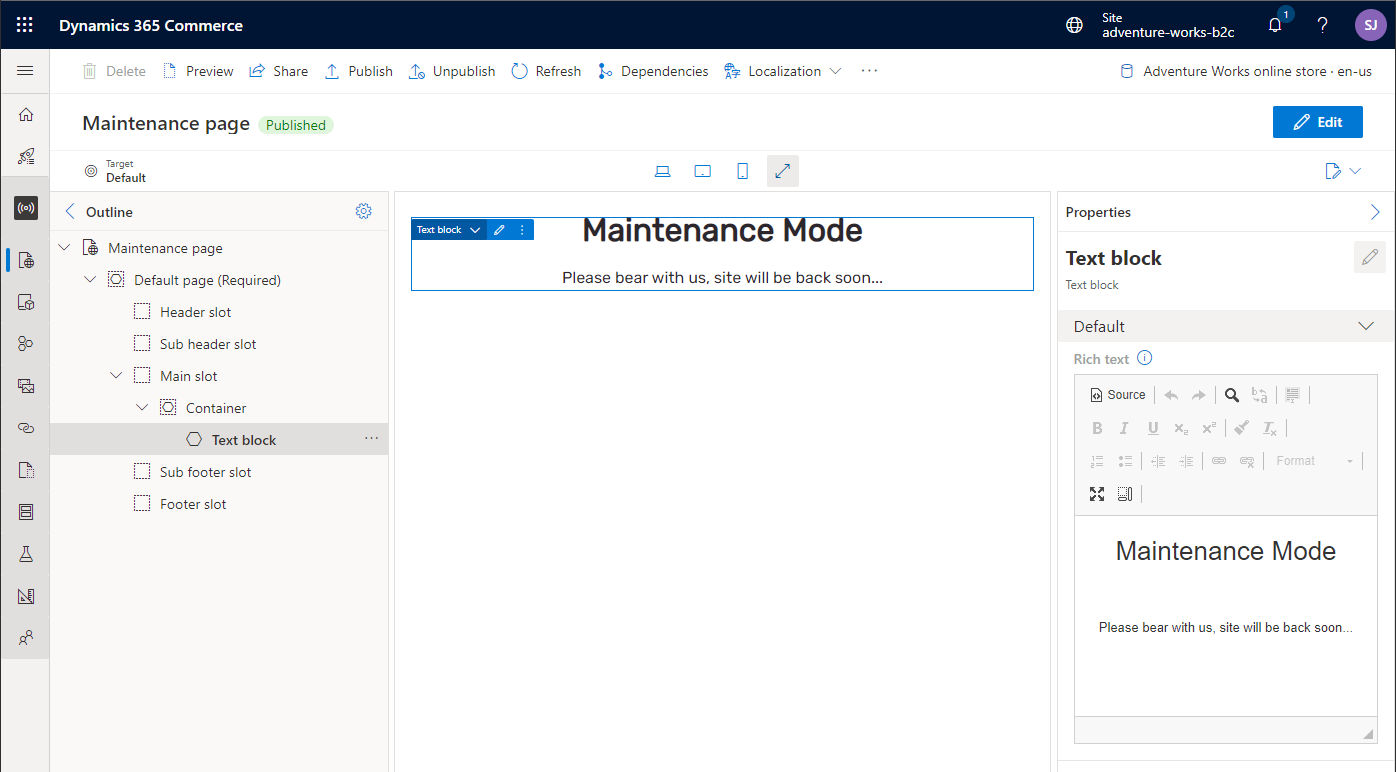 Dynamics 365 Commerce
Site
adventure-works-b2c
1
?
SJ
Delete
Preview
Share
Publish
Unpublish
Refresh
Dependencies
Localization
...
Adventure Works online store · en-us
Maintenance page
Published
Edit
Target
Default
Outline
Maintenance page
Default page (Required)
Header slot
Sub header slot
Main slot
Container
Text block
...
Sub footer slot
Footer slot
Text block
Maintenance Mode
Please bear with us, site will be back soon...
Properties
Text block
Text block
Default
Rich text
Source
B I U x₂ x²
Format
Maintenance Mode
Please bear with us, site will be back soon...